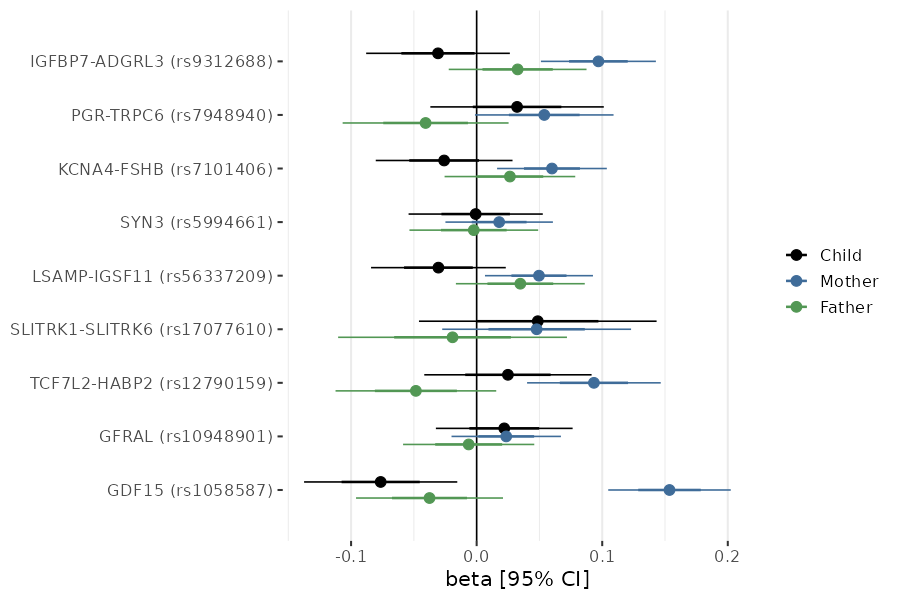 IGFBP7-ADGRL3 (rs9312688)
PGR-TRPC6 (rs7948940)
KCNA4-FSHB (rs7101406)
SYN3 (rs5994661)
LSAMP-IGSF11 (rs56337209)
SLITRK1-SLITRK6 (rs17077610)
TCF7L2-HABP2 (rs12790159)
GFRAL (rs10948901)
GDF15 (rs1058587)
-0.1 0.0 0.1 0.2
beta [95% CI]
Child
Mother
Father